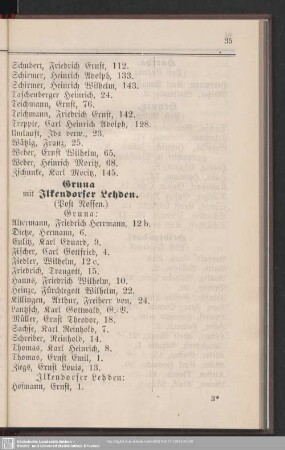 35
Schubert, Friedrich Ernst, 112.
Schirmer, Heinrich Adolph, 133.
Schirmer, Heinrich Wilhelm, 143.
Taschenberger Heinrich, 24.
Teichmann, Ernst, 76.
Teichmann, Friedrich Ernst, 142.
Treppte, Carl Heinrich Adolph, 128.
Umlauft, Ida verw., 23.
Wätzig, Franz, 25.
Weber, Ernst Wilhelm, 65.
Weber, Heinrich Moritz, 68.
Zschunke, Karl Moritz, 145.
Gruna
mit Ilkendorfer Lehden.
(Post Nossen.)
Gruna:
Altermann, Friedrich Herrmann, 12b.
Dietze, Hermann, 6.
Eulitz, Karl Eduard, 9.
Fischer, Carl Gottfried, 4.
Fiedler, Wilhelm, 12c.
Friedrich, Traugott, 15.
Hanns, Friedrich Wilhelm, 10.
Heinze, Fürchtegott Wilhelm, 22.
Killingen, Arthur, Freiherr von, 24.
Lantzsch, Karl Gottwald, G.-V.
Müller, Ernst Theodor, 18.
Sachse, Karl Reinhold, 7.
Schreiber, Reinhold, 14.
Thomas, Karl Heinrich, 8.
Thomas, Ernst Emil, 1.
Ziegs, Ernst Louis, 13.
Ilkendorfer Lehden:
Hofmann, Ernst, 1.
3*